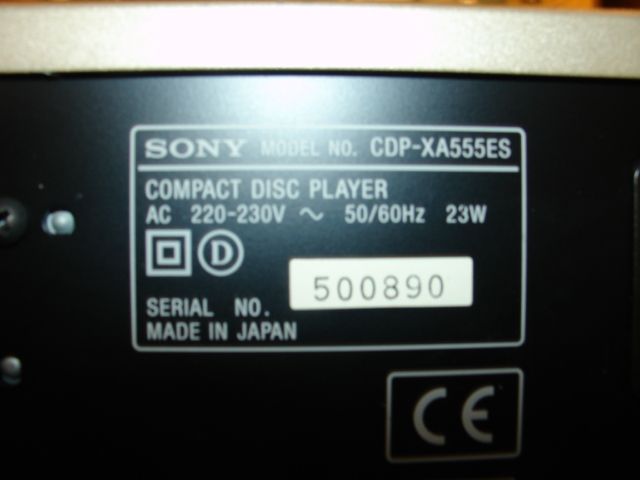 SONY MODEL NO. CDP-XA555ES
COMPACT DISC PLAYER
AC 220-230V ~ 50/60Hz 23W
D
500890
SERIAL NO.
MADE IN JAPAN
CE